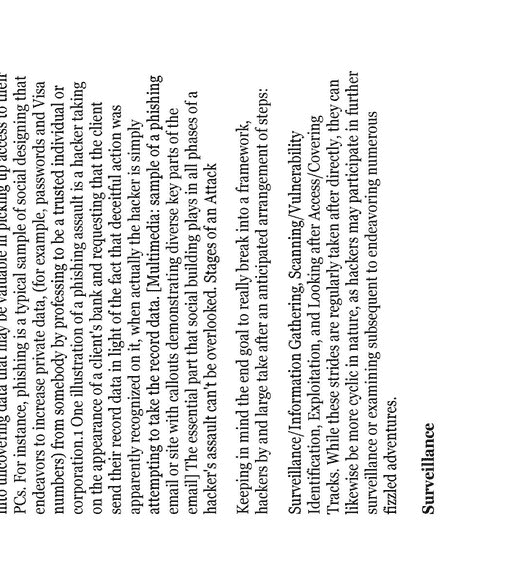 into uncovering data that may be valuable in picking up access to their
PCs. For instance, phishing is a typical sample of social designing that
endeavors to increase private data, (for example, passwords and Visa
numbers) from somebody by professing to be a trusted individual or
corporation.1 One illustration of a phishing assault is a hacker taking
on the appearance of a client's bank and requesting that the client
send their record data in light of the fact that deceitful action was
apparently recognized on it, when actually the hacker is simply
attempting to take the record data. [Multimedia: sample of a phishing
email or site with callouts demonstrating diverse key parts of the
email] The essential part that social building plays in all phases of a
hacker's assault can't be overlooked. Stages of an Attack
Keeping in mind the end goal to really break into a framework,
hackers by and large take after an anticipated arrangement of steps:
Surveillance/Information Gathering, Scanning/Vulnerability
Identification, Exploitation, and Looking after Access/Covering
Tracks. While these strides are regularly taken after directly, they can
likewise be more cyclic in nature, as hackers may participate in further
surveillance or examining subsequent to endeavoring numerous
fizzled adventures.
Surveillance